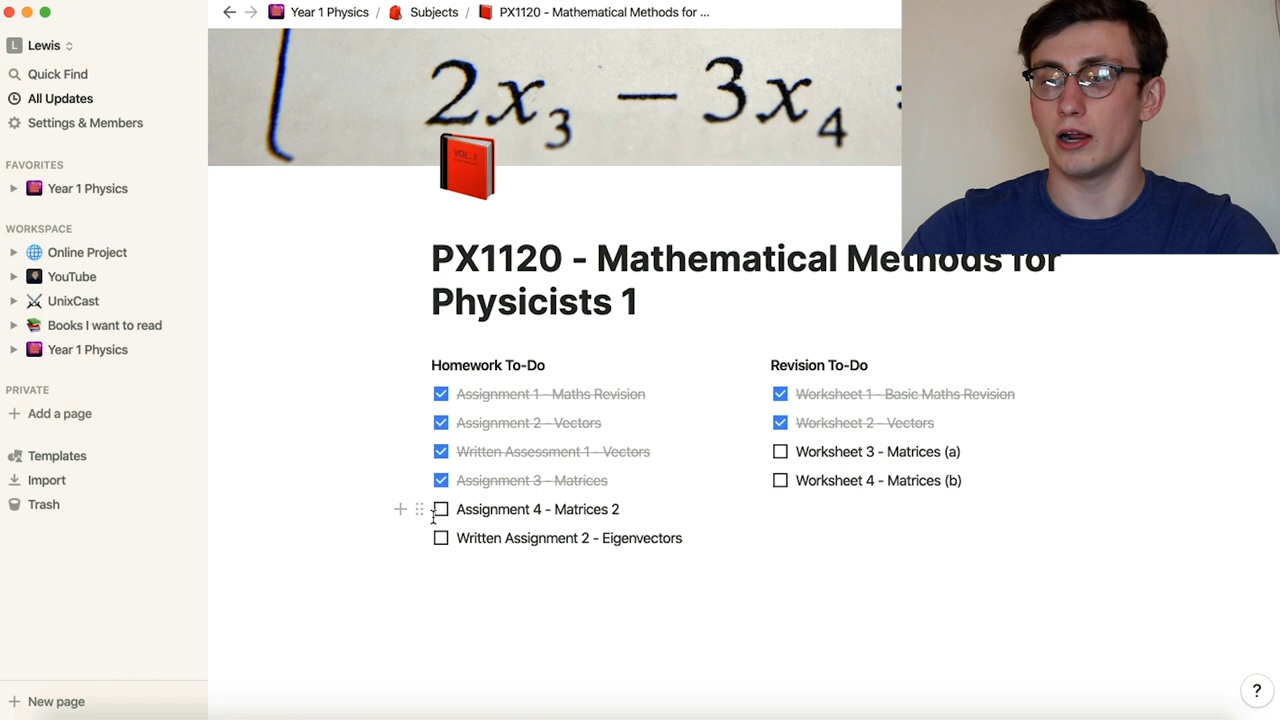 Year 1 Physics / Subjects / PX1120 - Mathematical Methods for ...
L Lewis
Quick Find
All Updates
Settings & Members
FAVORITES
Year 1 Physics
WORKSPACE
Online Project
YouTube
UnixCast
Books I want to read
Year 1 Physics
PRIVATE
Add a page
Templates
Import
Trash
New page
2x₃ − 3x₄
VOL. 1
PX1120 - Mathematical Methods for
Physicists 1
Homework To-Do
Assignment 1 - Maths Revision
Assignment 2 - Vectors
Written Assessment 1 - Vectors
Assignment 3 - Matrices
Assignment 4 - Matrices 2
Written Assignment 2 - Eigenvectors
Revision To-Do
Worksheet 1 - Basic Maths Revision
Worksheet 2 - Vectors
Worksheet 3 - Matrices (a)
Worksheet 4 - Matrices (b)
?